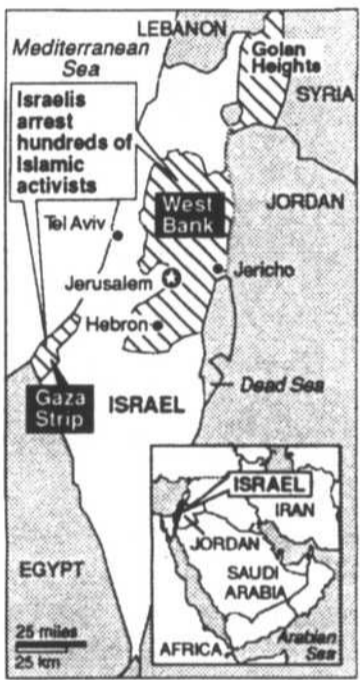 LEBANON
Mediterranean
Sea
Golan
Heights
SYRIA
Israelis
arrest
hundreds of
Islamic
activists
West
Bank
JORDAN
Tel Aviv
Jericho
Jerusalem
Hebron
Dead Sea
Gaza
Strip
ISRAEL
EGYPT
25 miles
25 km
ISRAEL
IRAN
JORDAN
SAUDI
ARABIA
AFRICA
Arabian
Sea